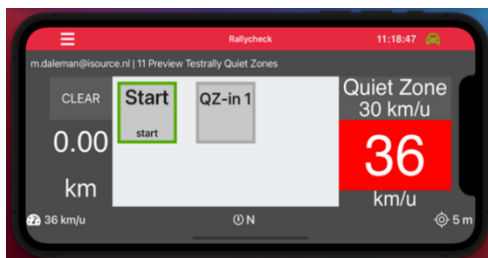 Rallycheck
11:18:47
m.daleman@isource.nl | 11 Preview Testrally Quiet Zones
CLEAR
0.00
km
Start
start
QZ-in 1
Quiet Zone
30 km/u
36
km/u
36 km/u
N
5 m